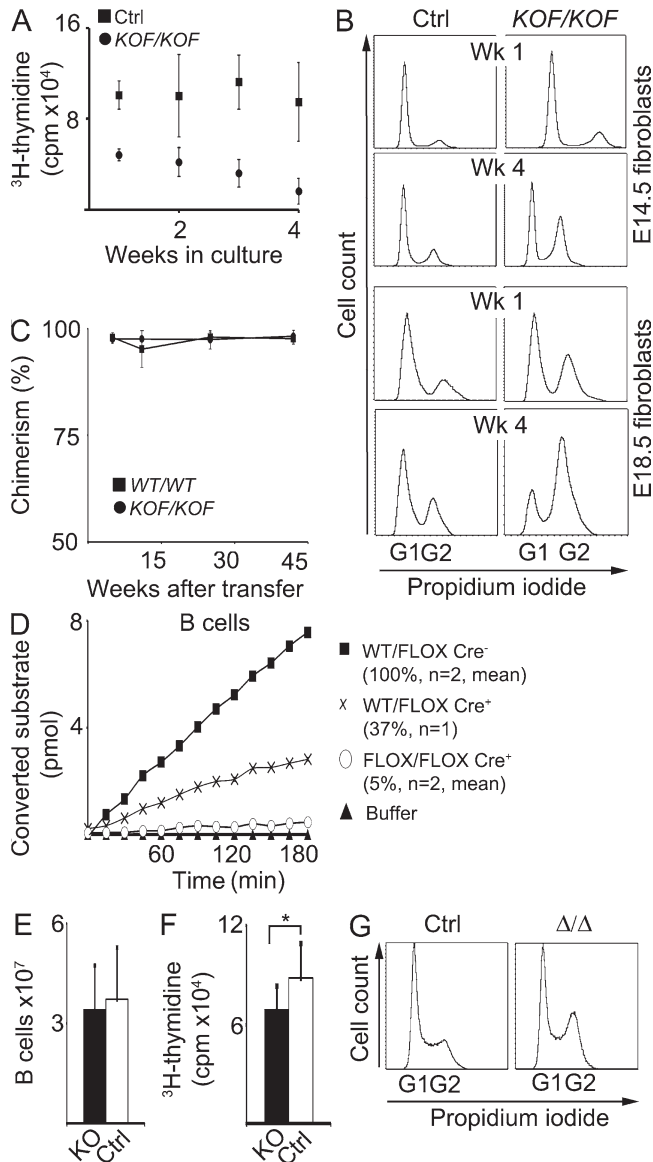 A
16
Ctrl
KOF/KOF
³H-thymidine
(cpm x10⁴)
8
0
2
4
Weeks in culture
B
Ctrl
KOF/KOF
Wk 1
Wk 4
E14.5 fibroblasts
Wk 1
Wk 4
E18.5 fibroblasts
Cell count
G1G2
G1 G2
Propidium iodide
C
100
75
50
Chimerism (%)
WT/WT
KOF/KOF
15
30
45
Weeks after transfer
D
B cells
8
4
0
Converted substrate
(pmol)
60
120
180
Time (min)
WT/FLOX Cre⁻
(100%, n=2, mean)
WT/FLOX Cre⁺
(37%, n=1)
FLOX/FLOX Cre⁺
(5%, n=2, mean)
Buffer
E
6
3
B cells x10⁷
KO
Ctrl
F
12
6
³H-thymidine
(cpm x10⁴)
*
KO
Ctrl
G
Ctrl
Δ/Δ
Cell count
G1G2
G1G2
Propidium iodide